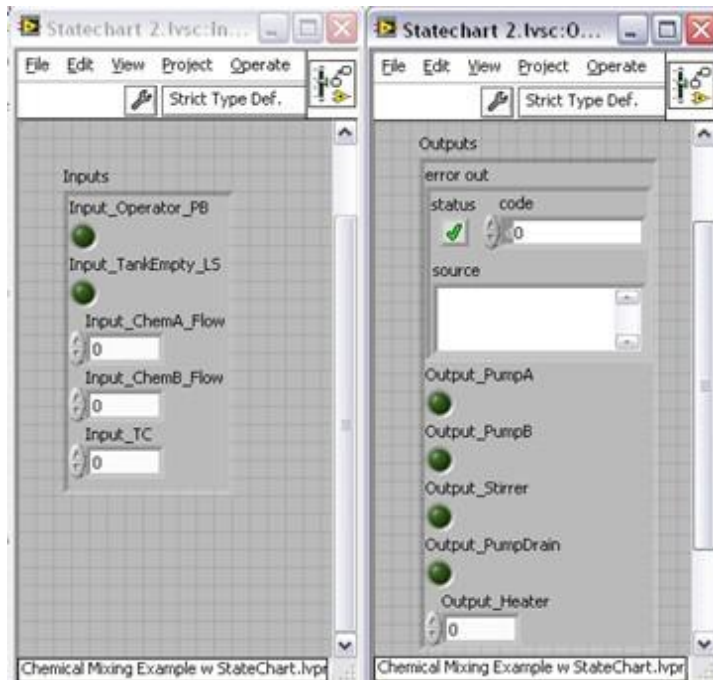 Statechart 2.lvsc:In...
File Edit View Project Operate
Strict Type Def.
Inputs
Input_Operator_PB
Input_TankEmpty_LS
Input_ChemA_Flow
0
Input_ChemB_Flow
0
Input_TC
0
Chemical Mixing Example w StateChart.lvpr
Statechart 2.lvsc:O...
File Edit View Project Operate
Strict Type Def.
Outputs
error out
status code
0
source
Output_PumpA
Output_PumpB
Output_Stirrer
Output_PumpDrain
Output_Heater
0
Chemical Mixing Example w StateChart.lvpr